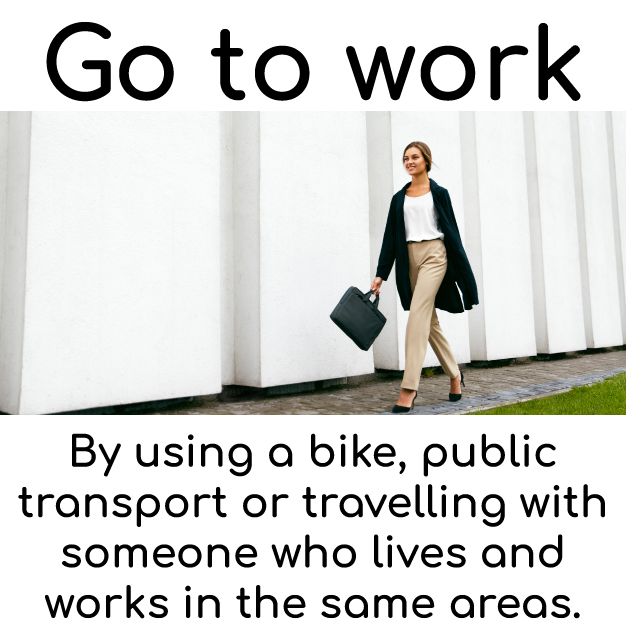 Go to work
By using a bike, public
transport or travelling with
someone who lives and
works in the same areas.